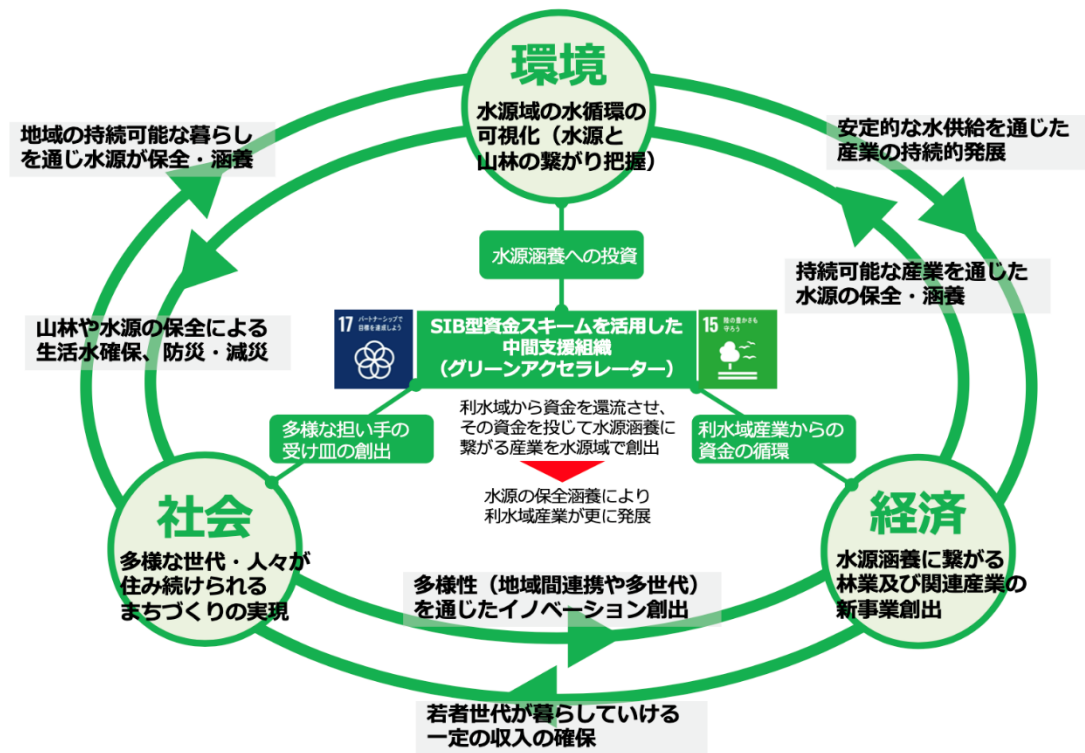 環境
水源域の水循環の
可視化（水源と
山林の繋がり把握）
地域の持続可能な暮らし
を通じ水源が保全・涵養
安定的な水供給を通じた
産業の持続的発展
水源涵養への投資
持続可能な産業を通じた
水源の保全・涵養
山林や水源の保全による
生活水確保、防災・減災
17 パートナーシップで
目標を達成しよう
SIB型資金スキームを活用した
中間支援組織
（グリーンアクセラレーター）
15 陸の豊かさも
守ろう
多様な担い手の
受け皿の創出
利水域から資金を還流させ、
その資金を投じて水源涵養に
繋がる産業を水源域で創出
利水域産業からの
資金の循環
水源の保全涵養により
利水域産業が更に発展
社会
多様な世代・人々が
住み続けられる
まちづくりの実現
経済
水源涵養に繋がる
林業及び関連産業の
新事業創出
多様性（地域間連携や多世代）
を通じたイノベーション創出
若者世代が暮らしていける
一定の収入の確保